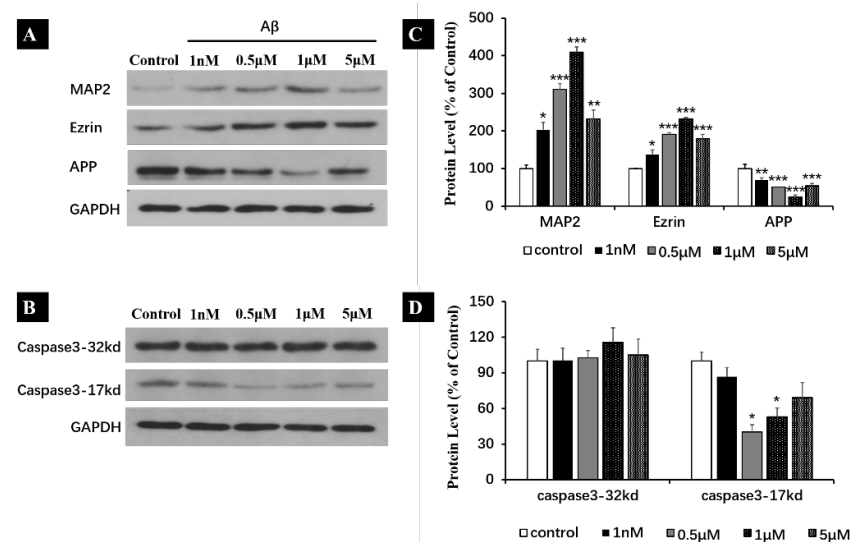 A
Aβ
Control 1nM 0.5μM 1μM 5μM
MAP2
Ezrin
APP
GAPDH
B
Control 1nM 0.5μM 1μM 5μM
Caspase3-32kd
Caspase3-17kd
GAPDH
C
Protein Level (% of Control)
500
400
300
200
100
0
* *** *** **
* *** *** ***
** *** *** ***
MAP2 Ezrin APP
control 1nM 0.5μM 1μM 5μM
D
Protein Level (% of Control)
150
120
90
60
30
0
* *
caspase3-32kd caspase3-17kd
control 1nM 0.5μM 1μM 5μM